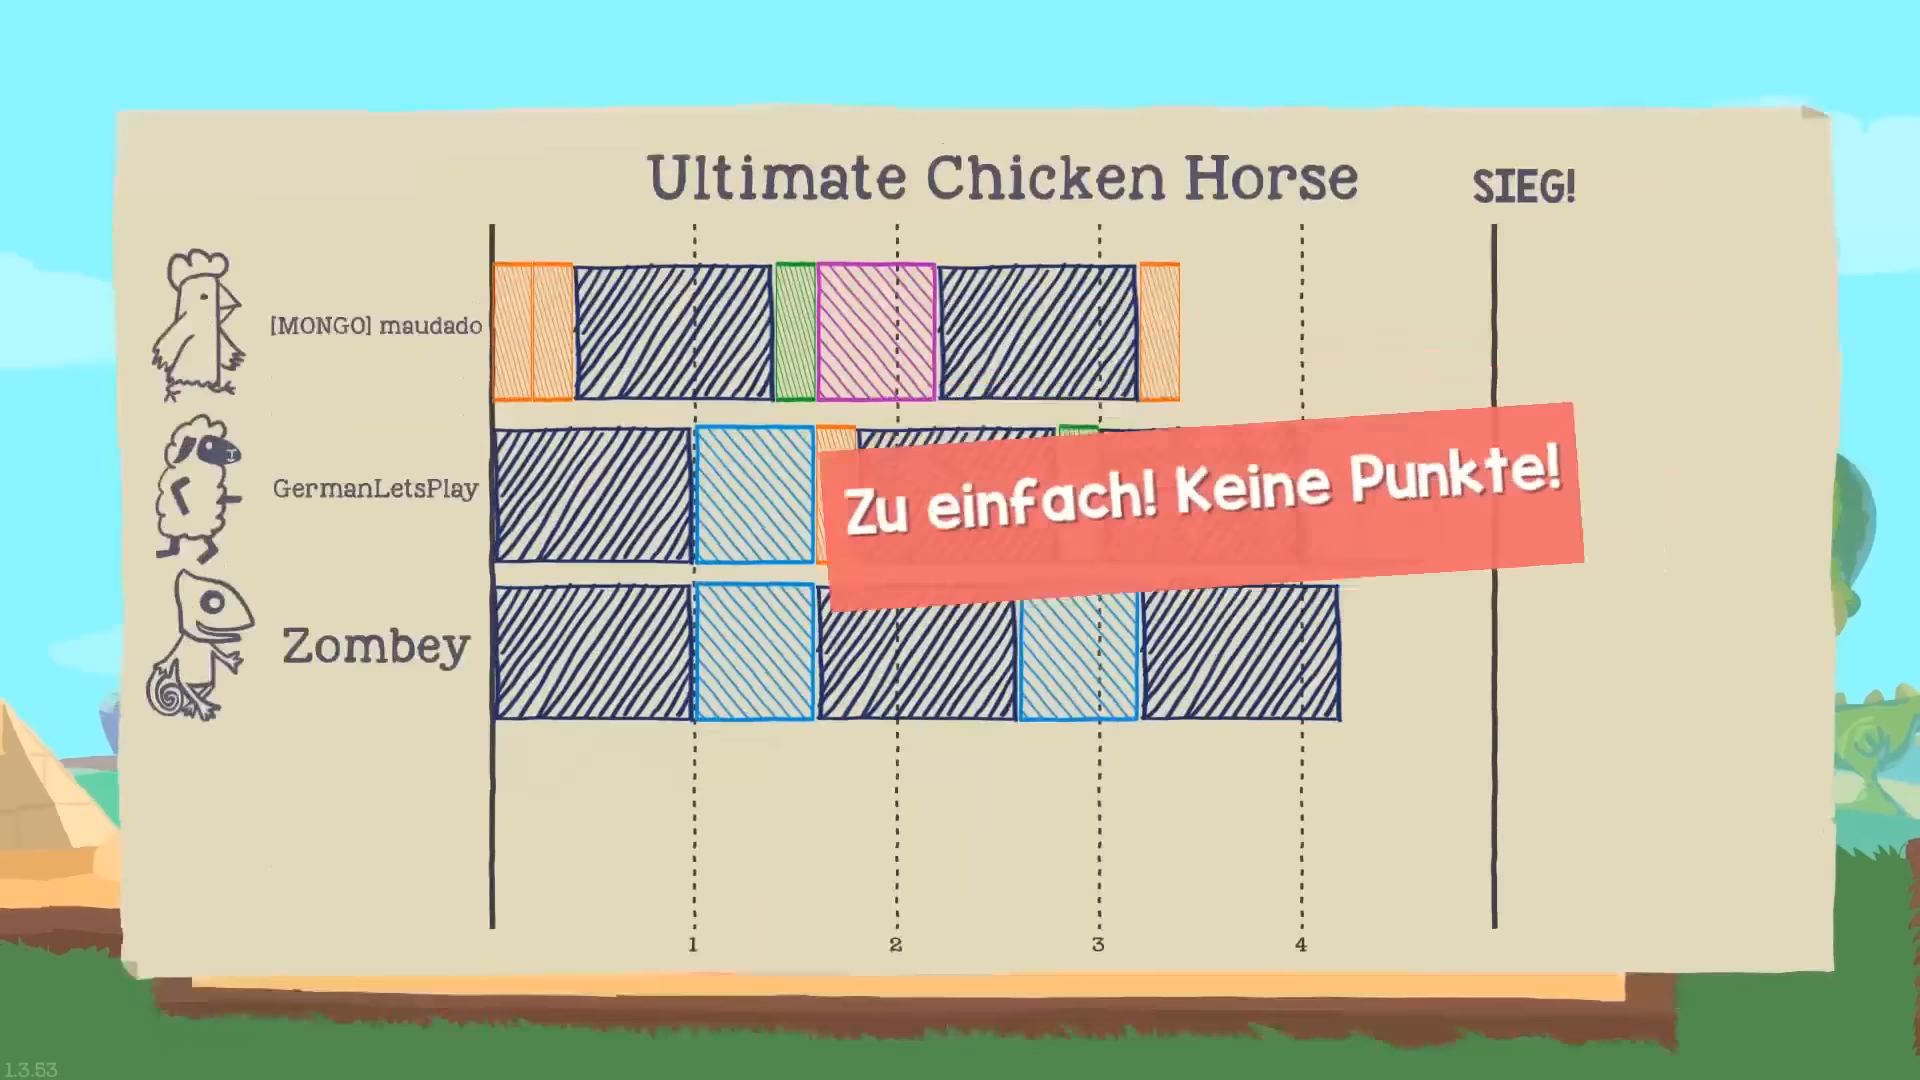 Ultimate Chicken Horse
SIEG!
[MONGO] maudado
GermanLetsPlay
Zu einfach! Keine Punkte!
Zombey
1 2 3 4
1.3.53